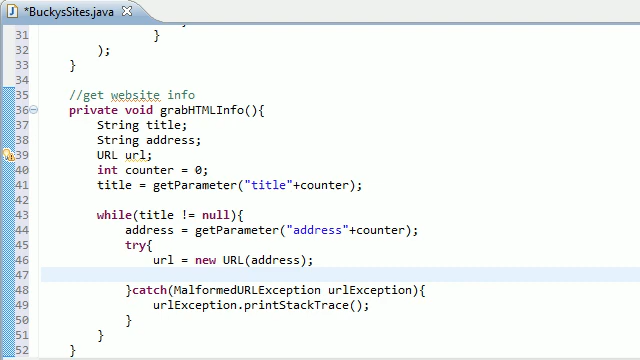 *BuckysSites.java
31 }
32 );
33 }
34
35 //get website info
36 private void grabHTMLInfo(){
37 String title;
38 String address;
39 URL url;
40 int counter = 0;
41 title = getParameter("title"+counter);
42
43 while(title != null){
44 address = getParameter("address"+counter);
45 try{
46 url = new URL(address);
47
48 }catch(MalformedURLException urlException){
49 urlException.printStackTrace();
50 }
51 }
52 }